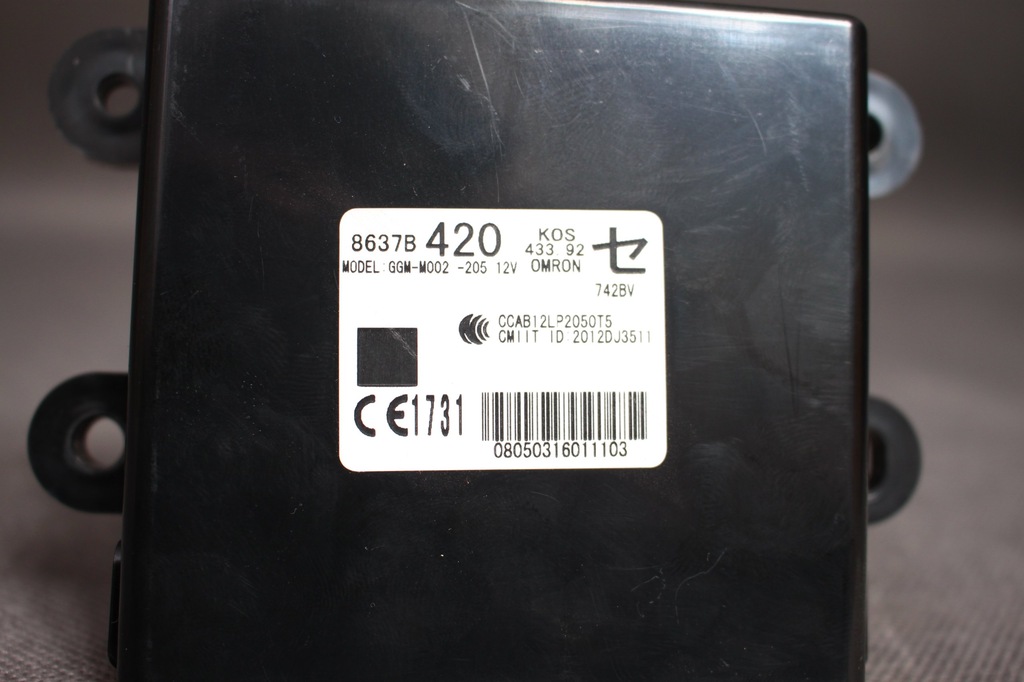 8637B 420 KOS セ
433.92
MODEL:GGM-M002 -205 12V OMRON
742BV
CCAB12LP2050T5
CMIIT ID:2012DJ3511
CE1731
08050316011103